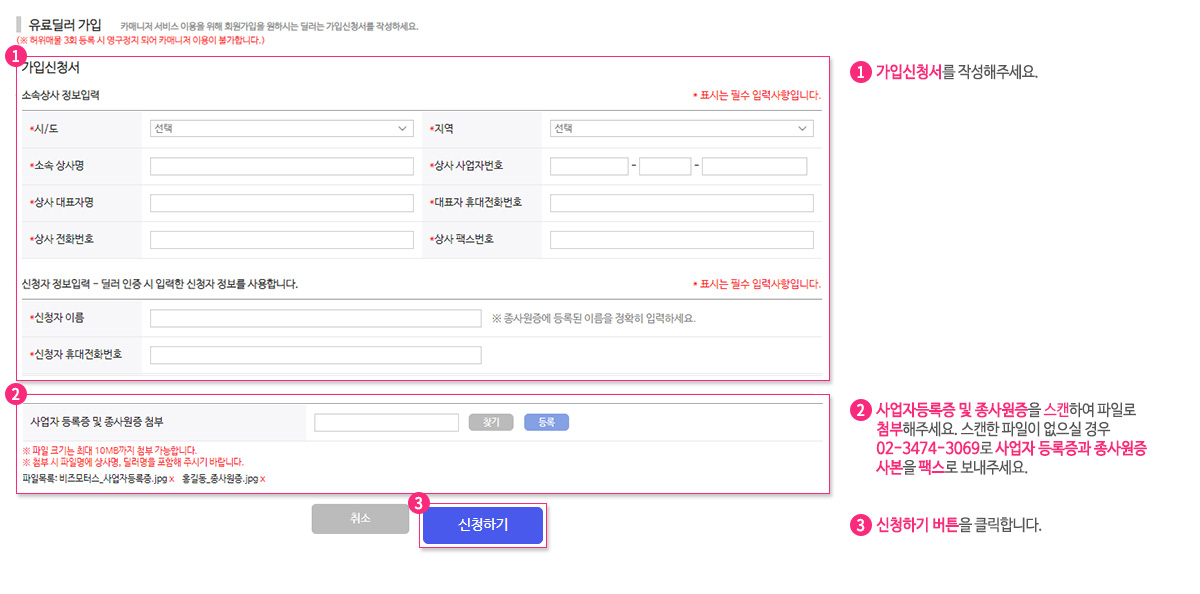 유료딜러 가입 카매니저 서비스 이용을 위해 회원가입을 원하시는 딜러는 가입신청서를 작성하세요.
(※ 허위매물 3회 등록 시 영구정지 되어 카매니저 이용이 불가합니다.)
1
가입신청서
소속상사 정보입력 * 표시는 필수 입력사항입니다.
*시/도 선택 *지역 선택
*소속 상사명 *상사 사업자번호 - -
*상사 대표자명 *대표자 휴대전화번호
*상사 전화번호 *상사 팩스번호
신청자 정보입력 - 딜러 인증 시 입력한 신청자 정보를 사용합니다. * 표시는 필수 입력사항입니다.
*신청자 이름 ※ 종사원증에 등록된 이름을 정확히 입력하세요.
*신청자 휴대전화번호
2
사업자 등록증 및 종사원증 첨부 찾기 등록
※ 파일 크기는 최대 10MB까지 첨부 가능합니다.
※ 첨부 시 파일명에 상사명, 딜러명을 포함해 주시기 바랍니다.
파일목록: 비즈모터스_사업자등록증.jpg x 홍길동_종사원증.jpg x
3
취소 신청하기
1 가입신청서를 작성해주세요.
2 사업자등록증 및 종사원증을 스캔하여 파일로
첨부해주세요. 스캔한 파일이 없으실 경우
02-3474-3069로 사업자 등록증과 종사원증
사본을 팩스로 보내주세요.
3 신청하기 버튼을 클릭합니다.